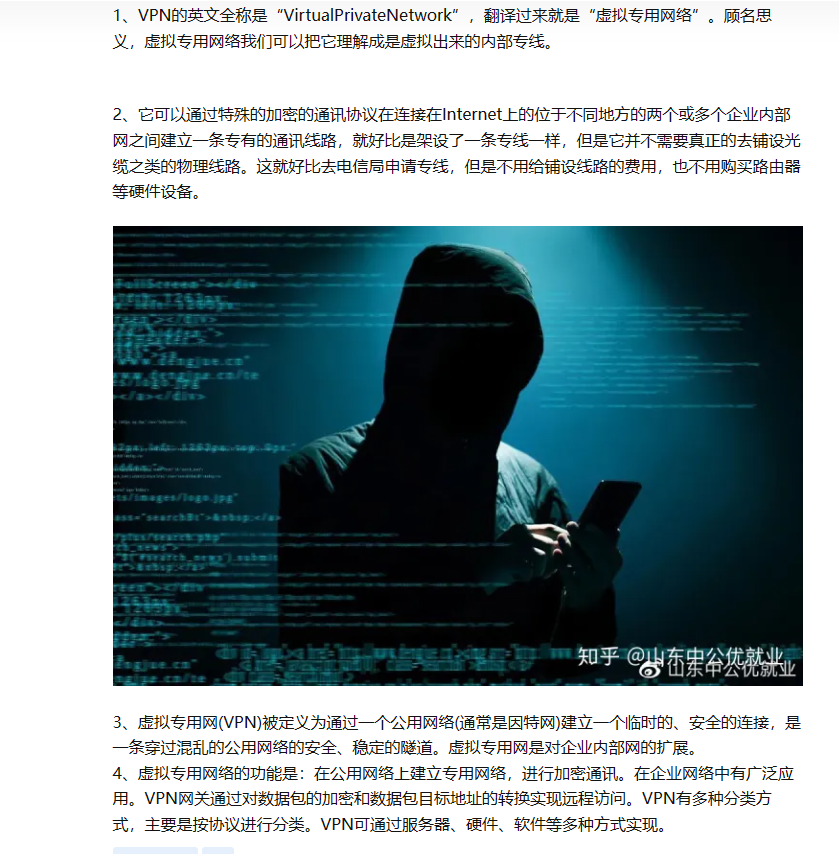 1、VPN的英文全称是“VirtualPrivateNetwork”，翻译过来就是“虚拟专用网络”。顾名思
义，虚拟专用网络我们可以把它理解成是虚拟出来的内部专线。
2、它可以通过特殊的加密的通讯协议在连接在Internet上的位于不同地方的两个或多个企业内部
网之间建立一条专有的通讯线路，就好比是架设了一条专线一样，但是它并不需要真正的去铺设光
缆之类的物理线路。这就好比去电信局申请专线，但是不用给铺设线路的费用，也不用购买路由器
等硬件设备。
知乎 @山东中公优就业
山东中公优就业
3、虚拟专用网(VPN)被定义为通过一个公用网络(通常是因特网)建立一个临时的、安全的连接，是
一条穿过混乱的公用网络的安全、稳定的隧道。虚拟专用网是对企业内部网的扩展。
4、虚拟专用网络的功能是：在公用网络上建立专用网络，进行加密通讯。在企业网络中有广泛应
用。VPN网关通过对数据包的加密和数据包目标地址的转换实现远程访问。VPN有多种分类方
式，主要是按协议进行分类。VPN可通过服务器、硬件、软件等多种方式实现。